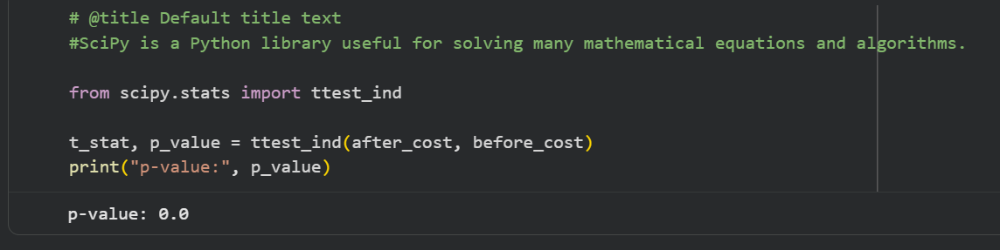 # @title Default title text
#SciPy is a Python library useful for solving many mathematical equations and algorithms.
from scipy.stats import ttest_ind
t_stat, p_value = ttest_ind(after_cost, before_cost)
print("p-value:", p_value)
p-value: 0.0